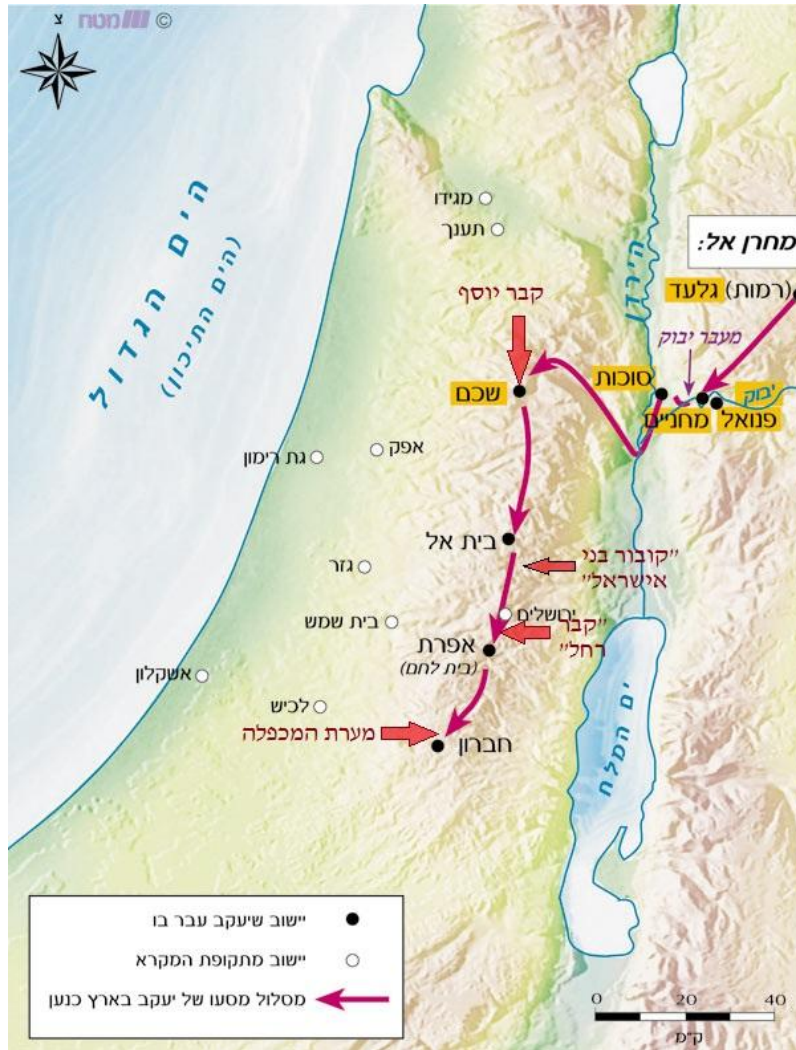 צ
© מטח
מגידו
תענך
מחרן אל:
(רמות) גלעד
מעבר יבוק
יבוק
פנואל
מחניים
סוכות
הירדן
קבר יוסף
שכם
הים הגדול
(הים התיכון)
אפק
גת רימון
בית אל
"קובור בני
אישראל"
גזר
ירושלים
"קבר
רחל"
בית שמש
אפרת
(בית לחם)
אשקלון
לכיש
מערת המכפלה
חברון
ים המלח
יישוב שיעקב עבר בו
יישוב מתקופת המקרא
מסלול מסעו של יעקב בארץ כנען
0 20 40
ק"מ